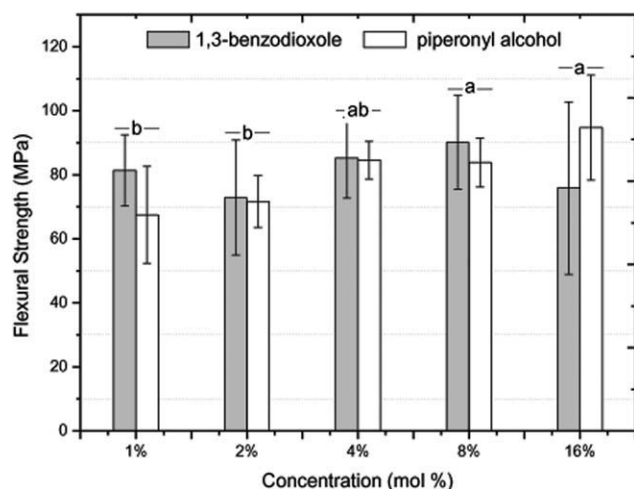 1,3-benzodioxole
piperonyl alcohol
Flexural Strength (MPa)
120
100
80
60
40
20
0
b
b
ab
a
a
1%
2%
4%
8%
16%
Concentration (mol %)